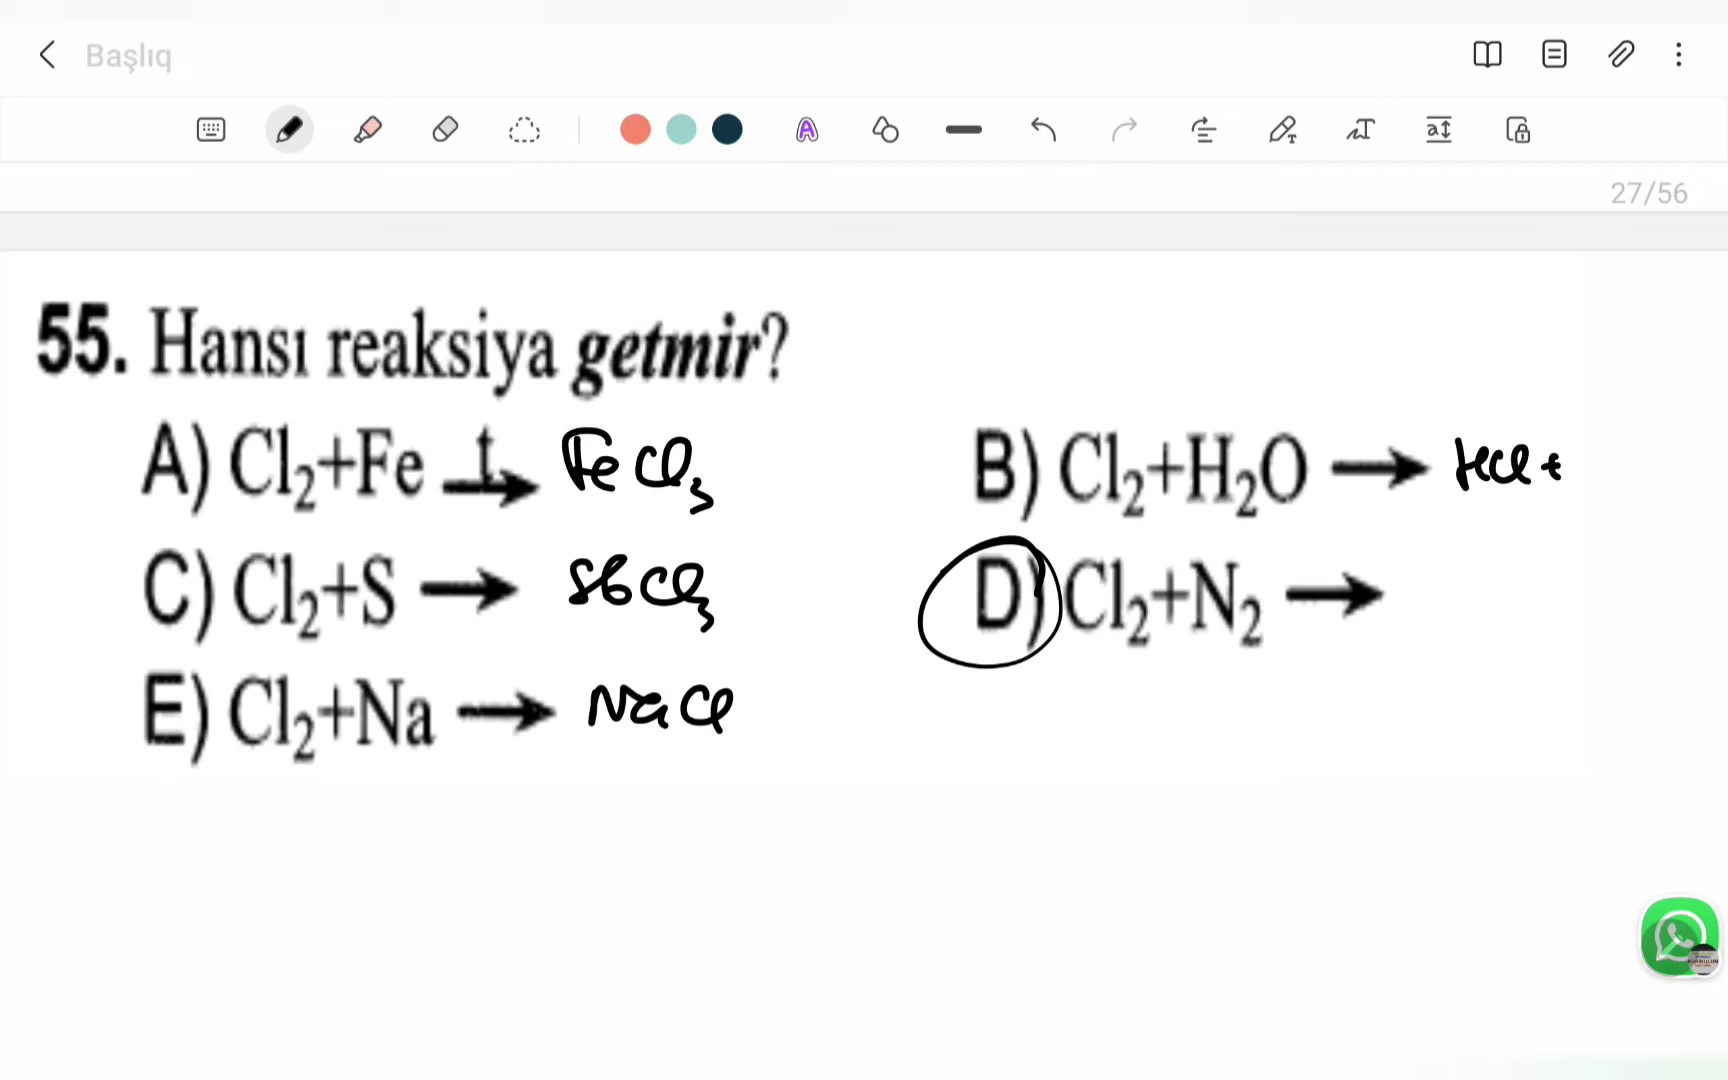 Başlıq
27/56
55. Hansı reaksiya getmir?
A) Cl₂+Fe t→ FeCl₃ B) Cl₂+H₂O → HCl +
C) Cl₂+S → SbCl₃ D) Cl₂+N₂ →
E) Cl₂+Na → NaCl